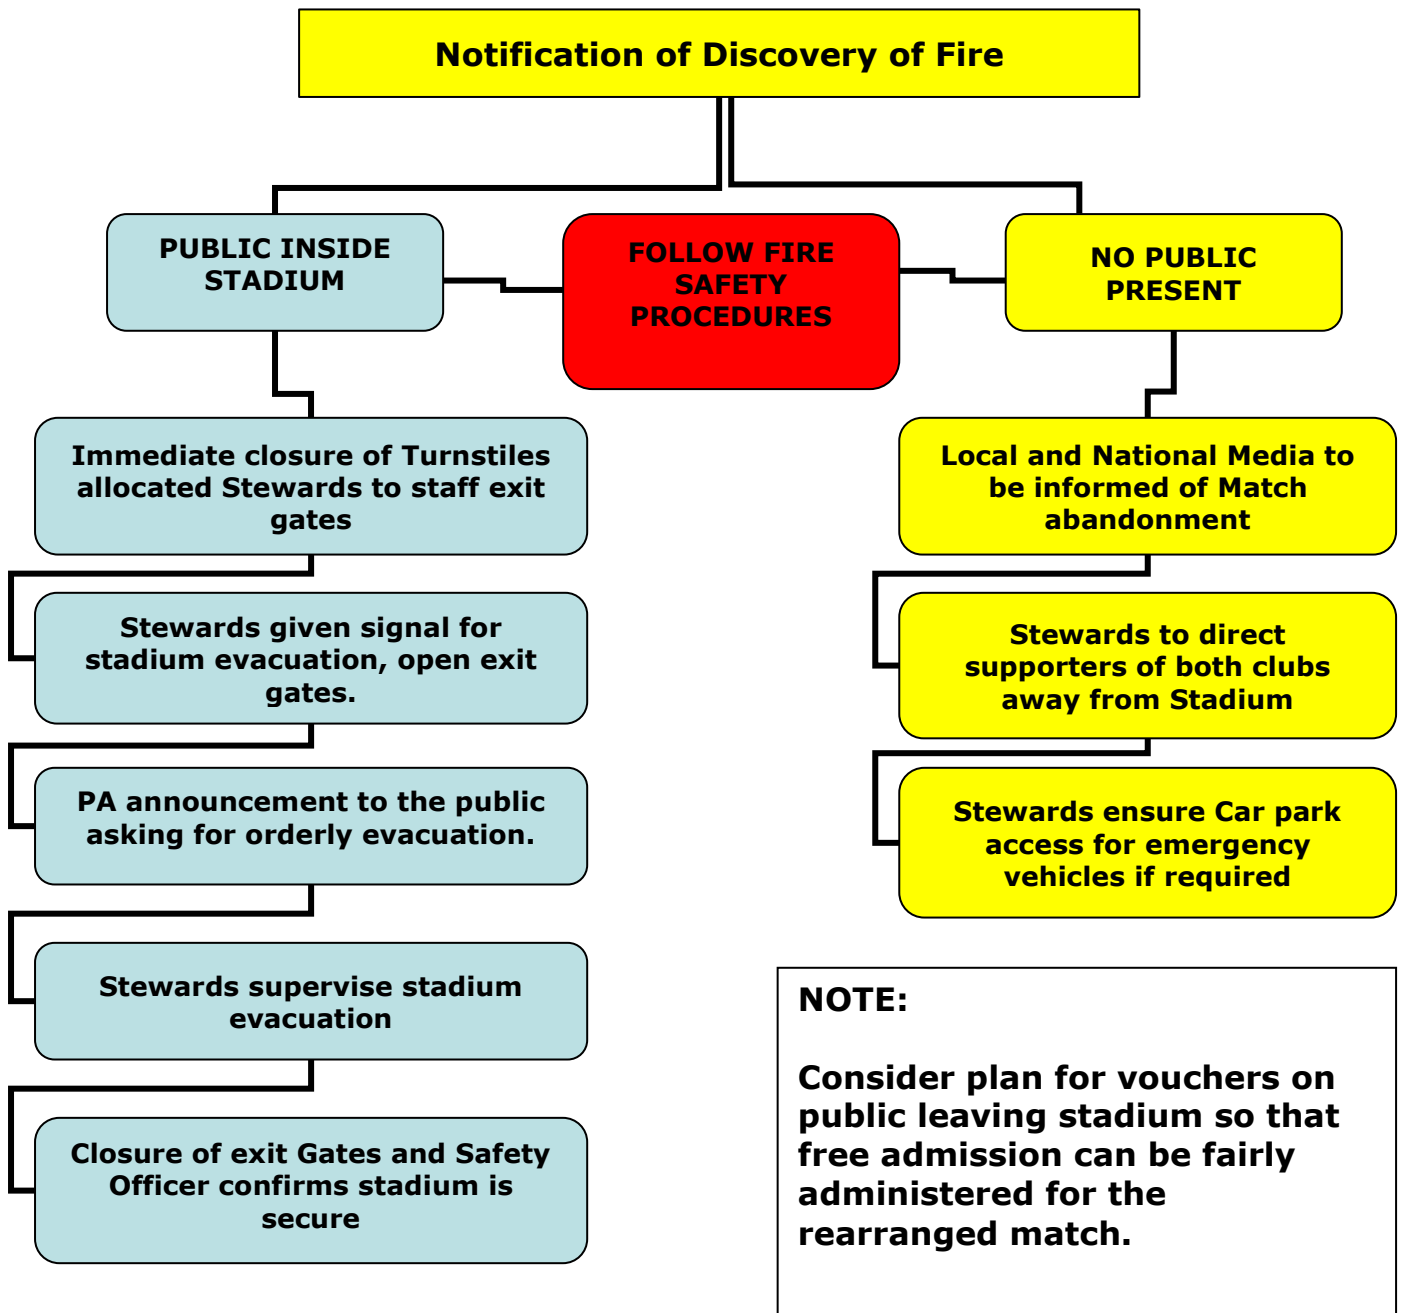 Notification of Discovery of Fire
PUBLIC INSIDE
STADIUM
FOLLOW FIRE
SAFETY
PROCEDURES
NO PUBLIC
PRESENT
Immediate closure of Turnstiles
allocated Stewards to staff exit
gates
Stewards given signal for
stadium evacuation, open exit
gates.
PA announcement to the public
asking for orderly evacuation.
Stewards supervise stadium
evacuation
Closure of exit Gates and Safety
Officer confirms stadium is
secure
Local and National Media to
be informed of Match
abandonment
Stewards to direct
supporters of both clubs
away from Stadium
Stewards ensure Car park
access for emergency
vehicles if required
NOTE:
Consider plan for vouchers on
public leaving stadium so that
free admission can be fairly
administered for the
rearranged match.